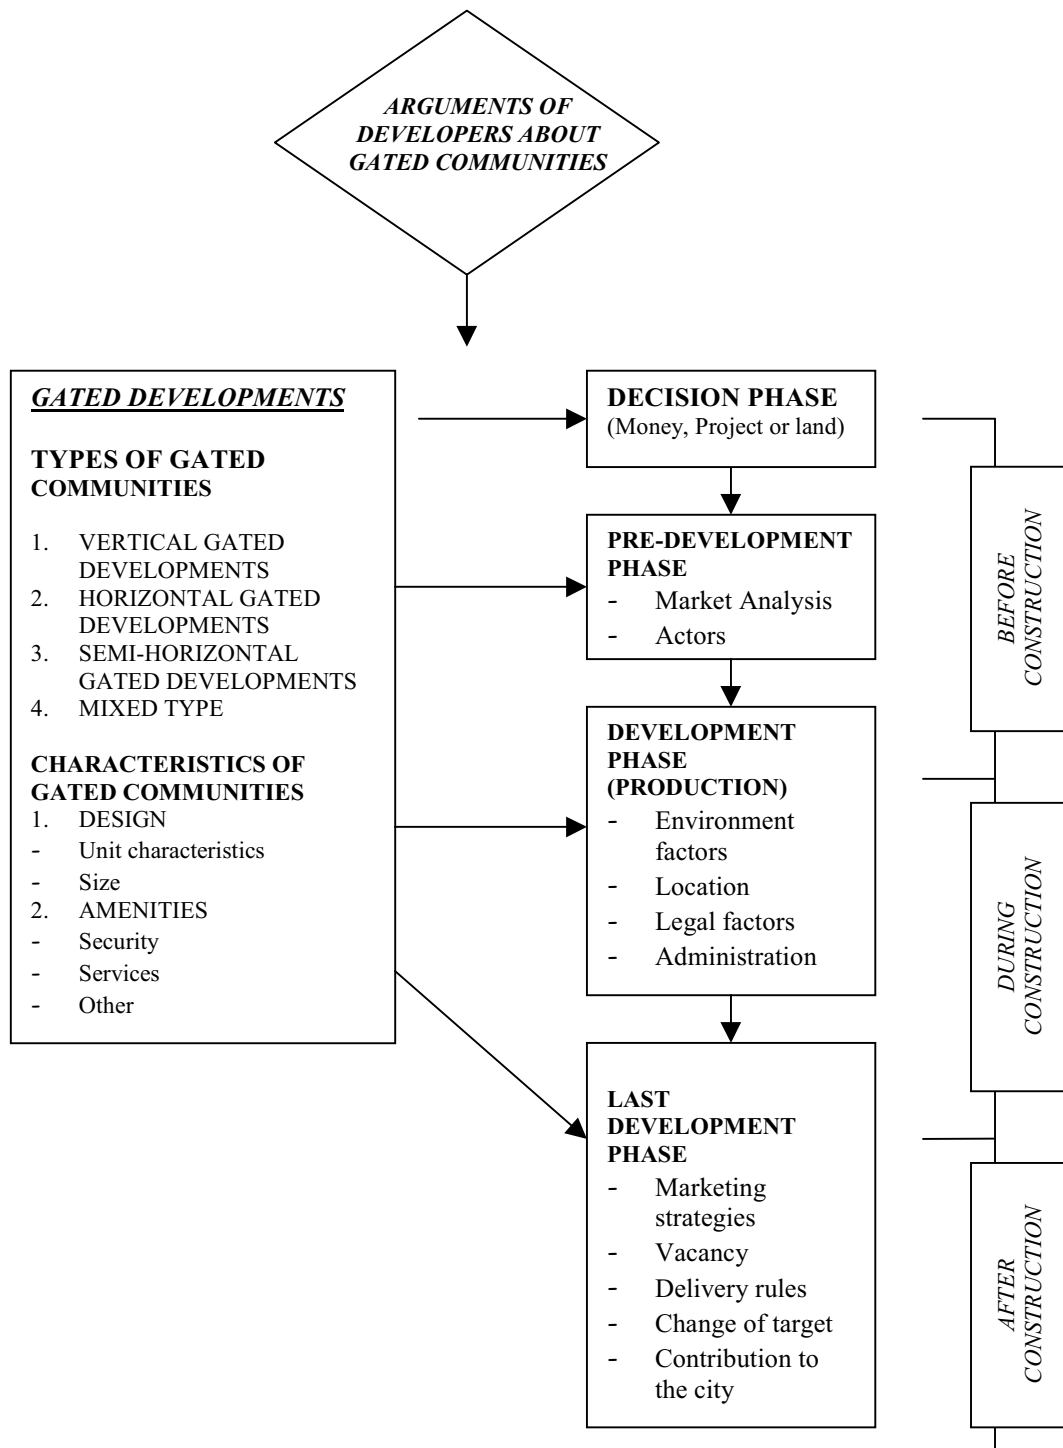 ARGUMENTS OF
DEVELOPERS ABOUT
GATED COMMUNITIES
GATED DEVELOPMENTS
TYPES OF GATED
COMMUNITIES
1. VERTICAL GATED
DEVELOPMENTS
2. HORIZONTAL GATED
DEVELOPMENTS
3. SEMI-HORIZONTAL
GATED DEVELOPMENTS
4. MIXED TYPE
CHARACTERISTICS OF
GATED COMMUNITIES
1. DESIGN
- Unit characteristics
- Size
2. AMENITIES
- Security
- Services
- Other
DECISION PHASE
(Money, Project or land)
PRE-DEVELOPMENT
PHASE
- Market Analysis
- Actors
DEVELOPMENT
PHASE
(PRODUCTION)
- Environment
factors
- Location
- Legal factors
- Administration
LAST
DEVELOPMENT
PHASE
- Marketing
strategies
- Vacancy
- Delivery rules
- Change of target
- Contribution to
the city
BEFORE
CONSTRUCTION
DURING
CONSTRUCTION
AFTER
CONSTRUCTION